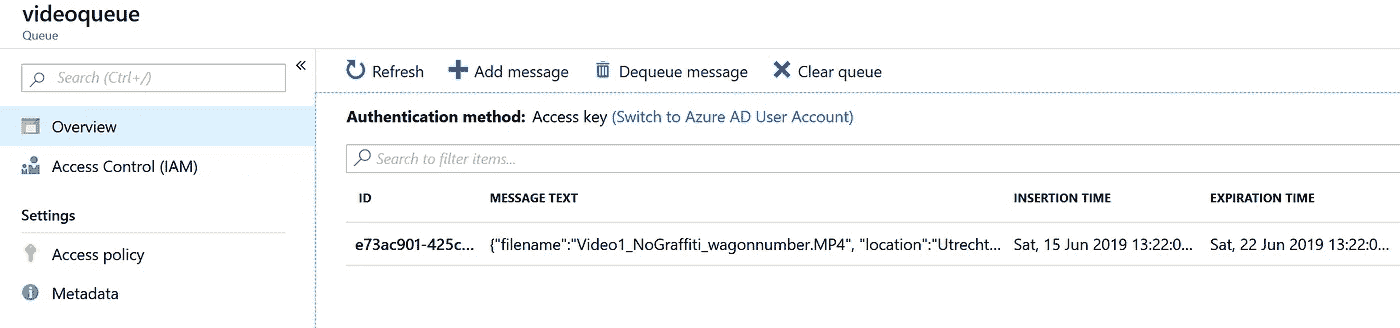 videoqueue
Queue
Search (Ctrl+/)
«
Overview
Access Control (IAM)
Settings
Access policy
Metadata
Refresh Add message Dequeue message Clear queue
Authentication method: Access key (Switch to Azure AD User Account)
Search to filter items...
ID MESSAGE TEXT INSERTION TIME EXPIRATION TIME
e73ac901-425c... {"filename":"Video1_NoGraffiti_wagonnumber.MP4", "location":"Utrecht... Sat, 15 Jun 2019 13:22:0... Sat, 22 Jun 2019 13:22:0...